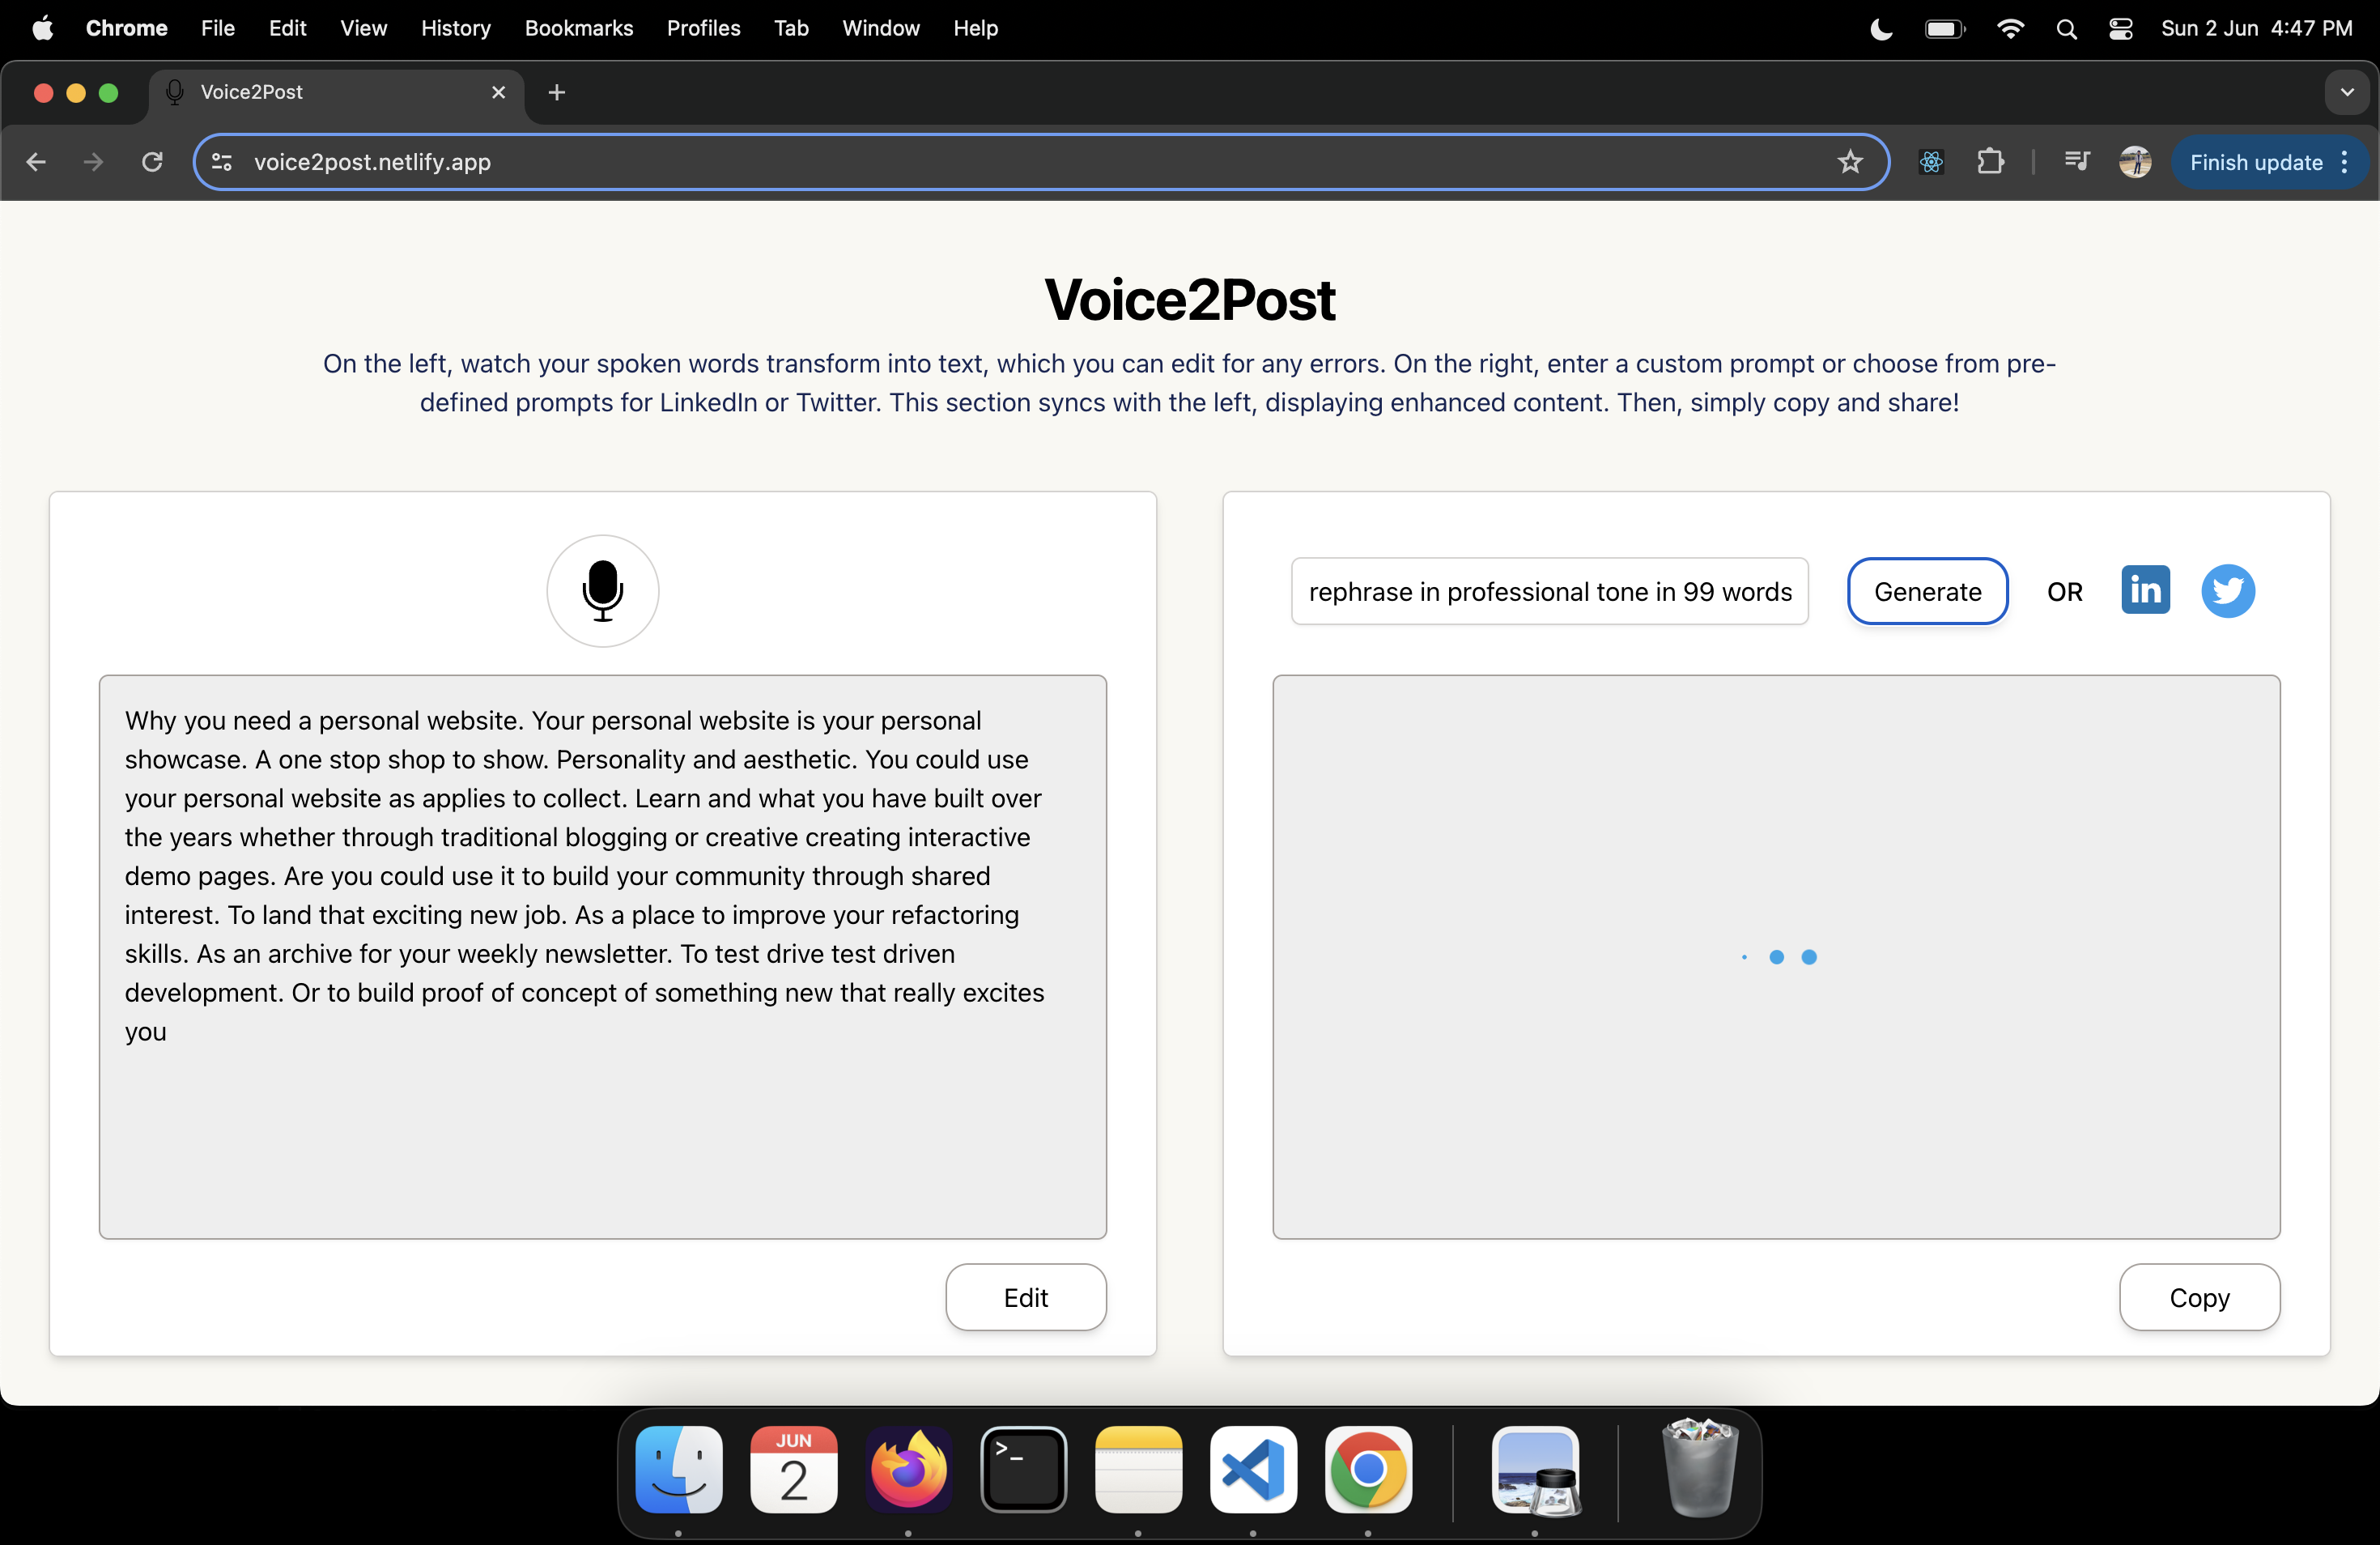 Chrome File Edit View History Bookmarks Profiles Tab Window Help Sun 2 Jun 4:47 PM
Voice2Post
voice2post.netlify.app Finish update
Voice2Post
On the left, watch your spoken words transform into text, which you can edit for any errors. On the right, enter a custom prompt or choose from pre-
defined prompts for LinkedIn or Twitter. This section syncs with the left, displaying enhanced content. Then, simply copy and share!
Why you need a personal website. Your personal website is your personal
showcase. A one stop shop to show. Personality and aesthetic. You could use
your personal website as applies to collect. Learn and what you have built over
the years whether through traditional blogging or creative creating interactive
demo pages. Are you could use it to build your community through shared
interest. To land that exciting new job. As a place to improve your refactoring
skills. As an archive for your weekly newsletter. To test drive test driven
development. Or to build proof of concept of something new that really excites
you
Edit
rephrase in professional tone in 99 words Generate OR in
Copy
JUN
2
>_